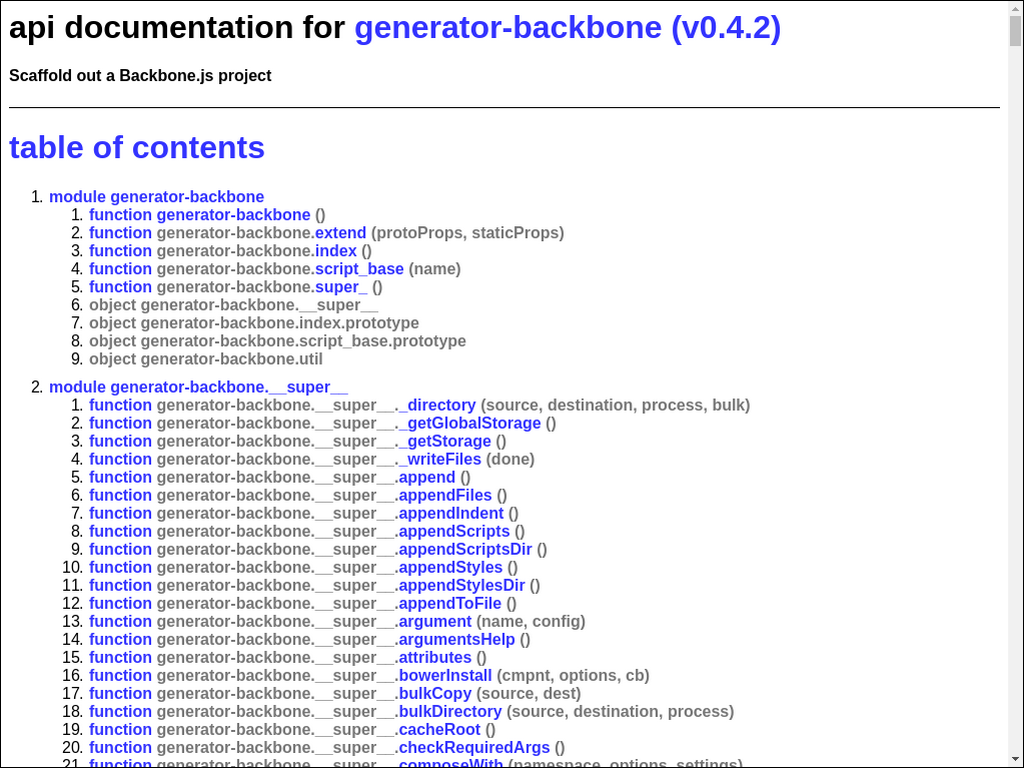 api documentation for generator-backbone (v0.4.2)
Scaffold out a Backbone.js project
table of contents
1. module generator-backbone
1. function generator-backbone ()
2. function generator-backbone.extend (protoProps, staticProps)
3. function generator-backbone.index ()
4. function generator-backbone.script_base (name)
5. function generator-backbone.super_ ()
6. object generator-backbone.__super__
7. object generator-backbone.index.prototype
8. object generator-backbone.script_base.prototype
9. object generator-backbone.util
2. module generator-backbone.__super__
1. function generator-backbone.__super__._directory (source, destination, process, bulk)
2. function generator-backbone.__super__._getGlobalStorage ()
3. function generator-backbone.__super__._getStorage ()
4. function generator-backbone.__super__._writeFiles (done)
5. function generator-backbone.__super__.append ()
6. function generator-backbone.__super__.appendFiles ()
7. function generator-backbone.__super__.appendIndent ()
8. function generator-backbone.__super__.appendScripts ()
9. function generator-backbone.__super__.appendScriptsDir ()
10. function generator-backbone.__super__.appendStyles ()
11. function generator-backbone.__super__.appendStylesDir ()
12. function generator-backbone.__super__.appendToFile ()
13. function generator-backbone.__super__.argument (name, config)
14. function generator-backbone.__super__.argumentsHelp ()
15. function generator-backbone.__super__.attributes ()
16. function generator-backbone.__super__.bowerInstall (cmpnt, options, cb)
17. function generator-backbone.__super__.bulkCopy (source, dest)
18. function generator-backbone.__super__.bulkDirectory (source, destination, process)
19. function generator-backbone.__super__.cacheRoot ()
20. function generator-backbone.__super__.checkRequiredArgs ()
21. function generator-backbone.__super__.composeWith (namespace, options, settings)